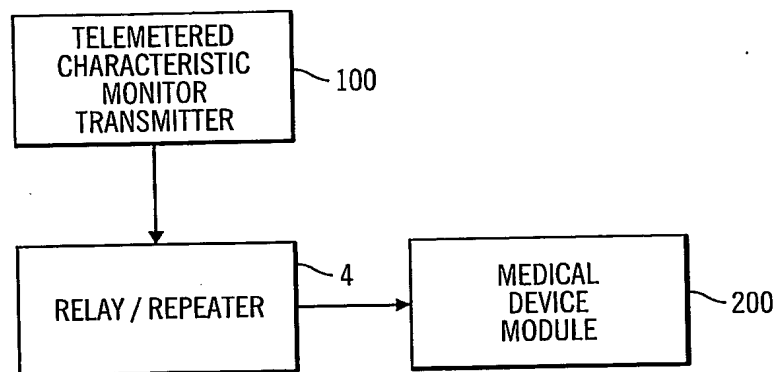 TELEMETERED
CHARACTERISTIC
MONITOR
TRANSMITTER
100
RELAY / REPEATER
4
MEDICAL
DEVICE
MODULE
200